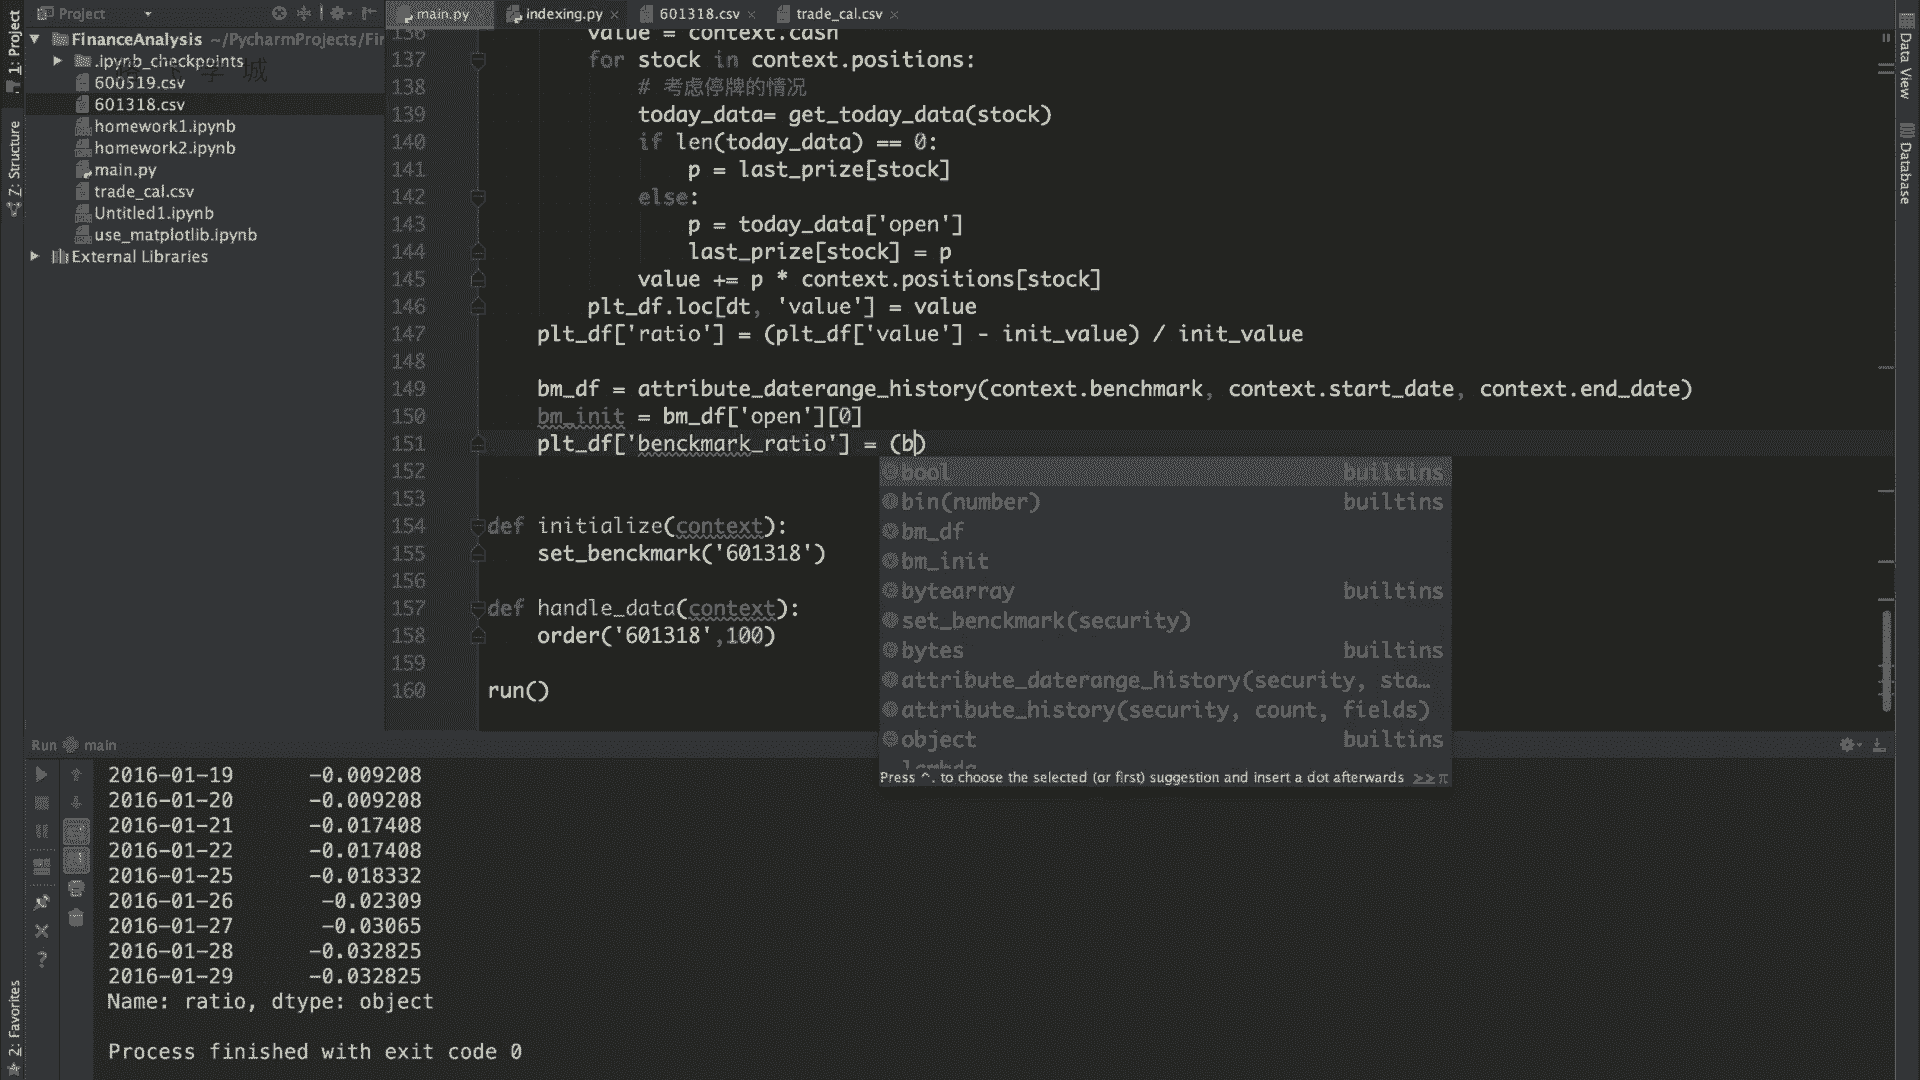 Project
main.py
indexing.py
601318.csv
trade_cal.csv
1: Project
Z: Structure
2: Favorites
Data View
Database
FinanceAnalysis ~/PycharmProjects/Fir
.ipynb_checkpoints
600519.csv
601318.csv
homework1.ipynb
homework2.ipynb
main.py
trade_cal.csv
Untitled1.ipynb
use_matplotlib.ipynb
External Libraries
136 value = context.cash
137 for stock in context.positions:
138 # 考虑停牌的情况
139 today_data= get_today_data(stock)
140 if len(today_data) == 0:
141 p = last_prize[stock]
142 else:
143 p = today_data['open']
144 last_prize[stock] = p
145 value += p * context.positions[stock]
146 plt_df.loc[dt, 'value'] = value
147 plt_df['ratio'] = (plt_df['value'] - init_value) / init_value
148
149 bm_df = attribute_daterange_history(context.benchmark, context.start_date, context.end_date)
150 bm_init = bm_df['open'][0]
151 plt_df['benckmark_ratio'] = (b)
152
153
154 def initialize(context):
155 set_benckmark('601318')
156
157 def handle_data(context):
158 order('601318',100)
159
160 run()
bool builtins
bin(number) builtins
bm_df
bm_init
bytearray builtins
set_benckmark(security)
bytes builtins
attribute_daterange_history(security, sta…
attribute_history(security, count, fields)
object builtins
lambda
Press ^. to choose the selected (or first) suggestion and insert a dot afterwards >> π
Run main
2016-01-19 -0.009208
2016-01-20 -0.009208
2016-01-21 -0.017408
2016-01-22 -0.017408
2016-01-25 -0.018332
2016-01-26 -0.02309
2016-01-27 -0.03065
2016-01-28 -0.032825
2016-01-29 -0.032825
Name: ratio, dtype: object
Process finished with exit code 0